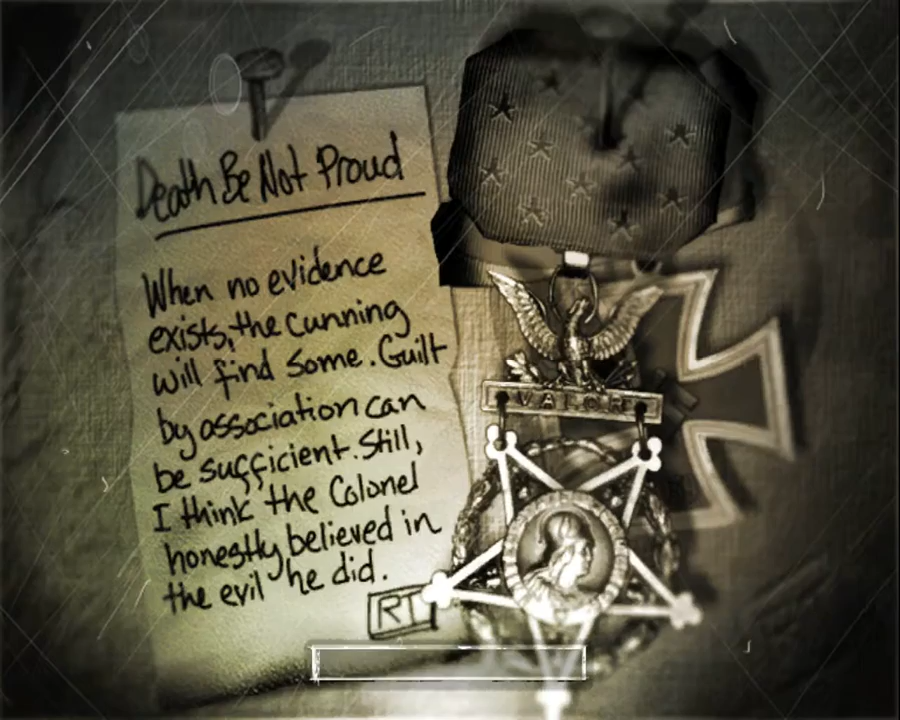 Death Be Not Proud
When no evidence
exists, the cunning
will find some. Guilt
by association can
be sufficient. Still,
I think the Colonel
honestly believed in
the evil he did.
RT
VALOR